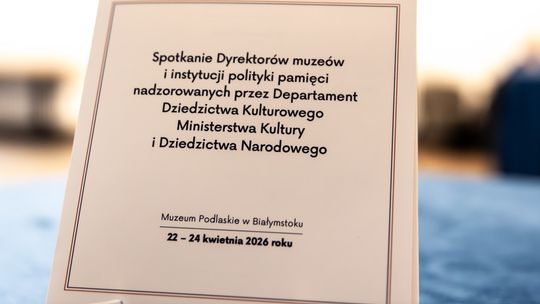 Spotkanie Dyrektorów muzeów
i instytucji polityki pamięci
nadzorowanych przez Departament
Dziedzictwa Kulturowego
Ministerstwa Kultury
i Dziedzictwa Narodowego
Muzeum Podlaskie w Białymstoku
22 – 24 kwietnia 2026 roku